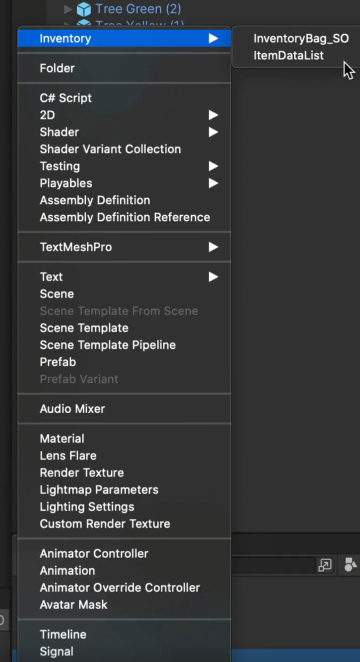 Tree Green (2)
Tree Yellow (1)
Inventory
InventoryBag_SO
ItemDataList
Folder
C# Script
2D
Shader
Shader Variant Collection
Testing
Playables
Assembly Definition
Assembly Definition Reference
TextMeshPro
Text
Scene
Scene Template From Scene
Scene Template
Scene Template Pipeline
Prefab
Prefab Variant
Audio Mixer
Material
Lens Flare
Render Texture
Lightmap Parameters
Lighting Settings
Custom Render Texture
Animator Controller
Animation
Animator Override Controller
Avatar Mask
Timeline
Signal